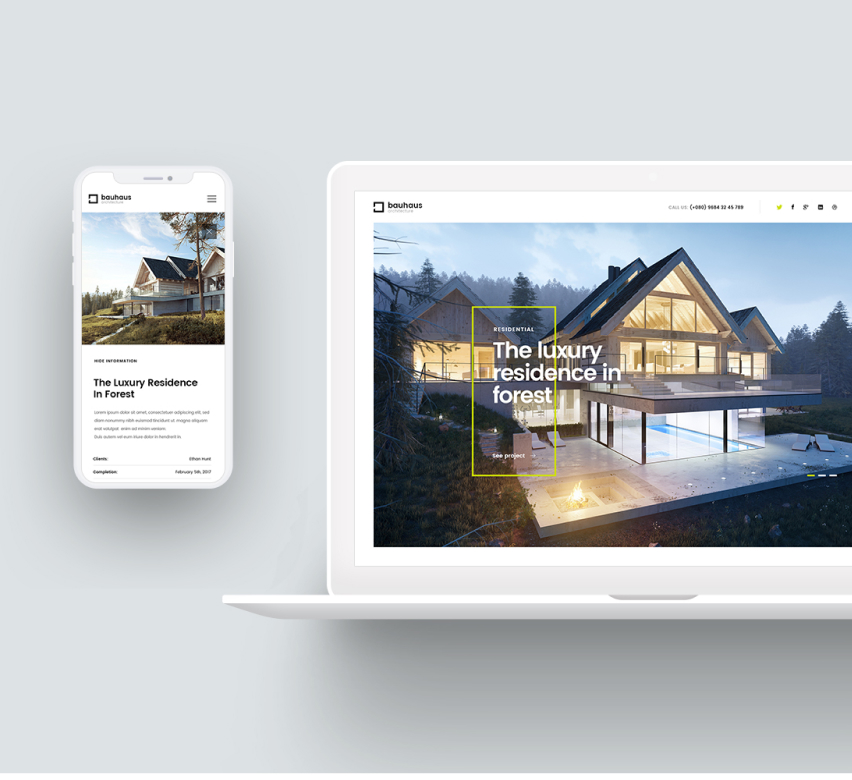 bauhaus
architecture
HIDE INFORMATION
The Luxury Residence
In Forest
Lorem ipsum dolor sit amet, consectetuer adipiscing elit, sed
diam nonummy nibh euismod tincidunt ut. magna aliquam
erat volutpat. enim ad minim veniam.
Duis autem vel eum iriure dolor in hendrerit in.
Clients:
Ethan Hunt
Completion:
February 5th, 2017
bauhaus
architecture
CALL US: (+080) 9684 32 45 789
RESIDENTIAL
The luxury
residence in
forest
See project